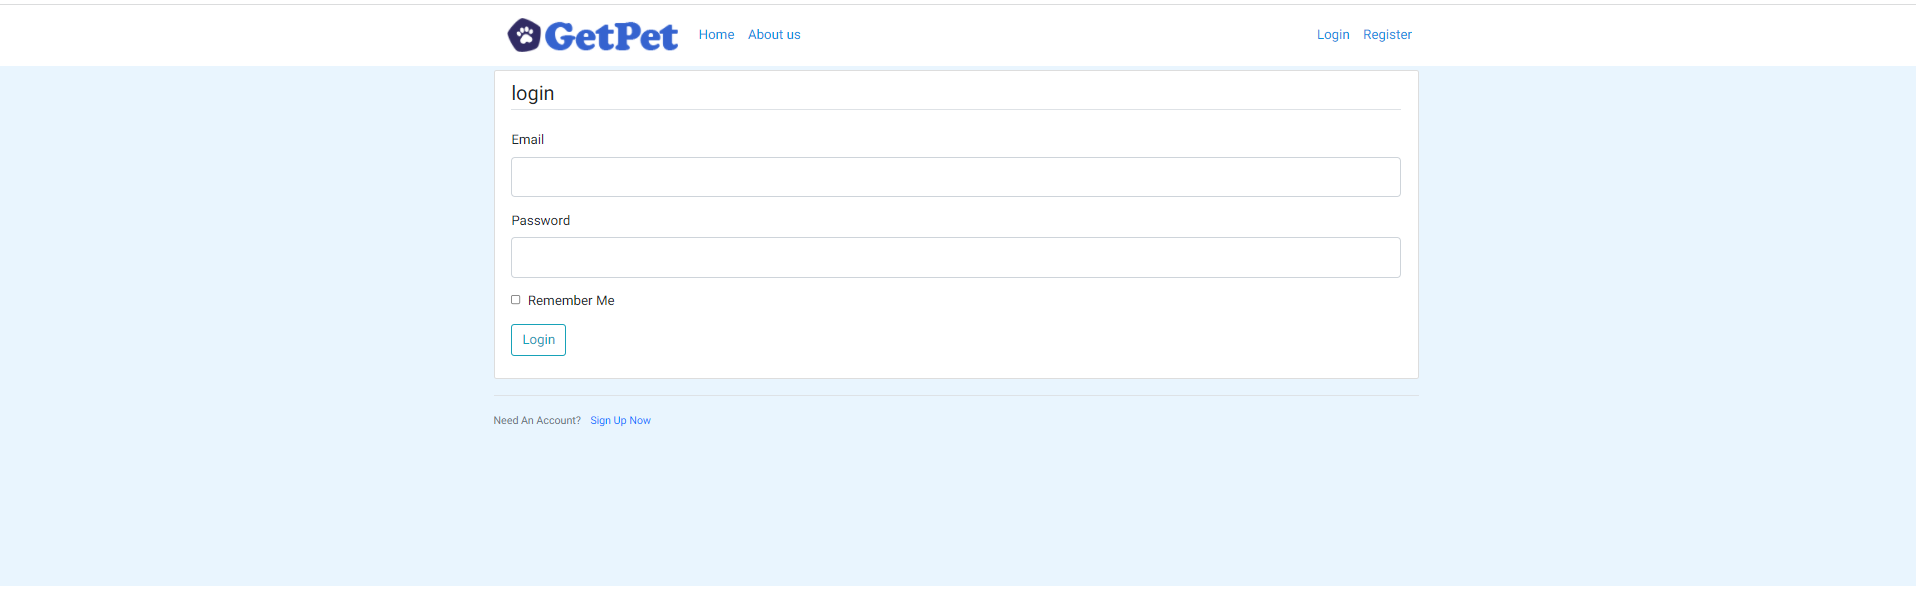 GetPet Home About us Login Register
login
Email
Password
Remember Me
Login
Need An Account? Sign Up Now